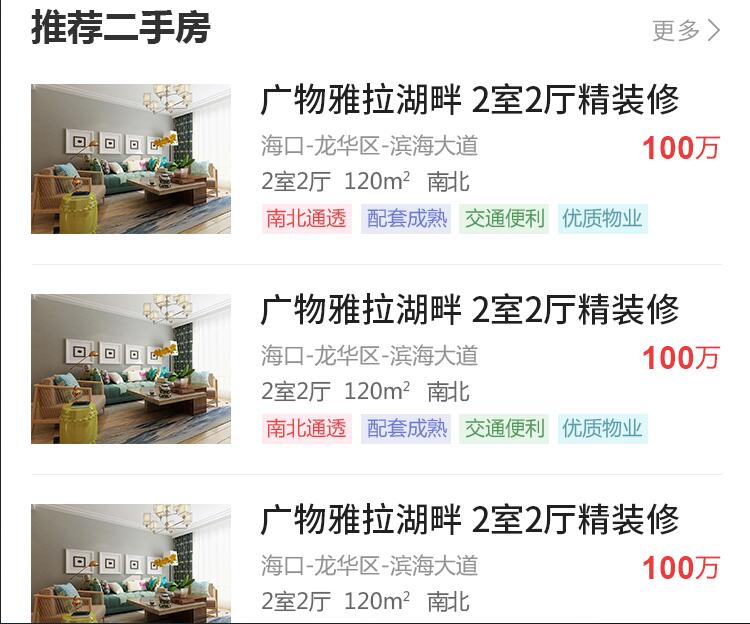 推荐二手房
更多
广物雅拉湖畔 2室2厅精装修
海口-龙华区-滨海大道
100万
2室2厅 120m² 南北
南北通透 配套成熟 交通便利 优质物业
广物雅拉湖畔 2室2厅精装修
海口-龙华区-滨海大道
100万
2室2厅 120m² 南北
南北通透 配套成熟 交通便利 优质物业
广物雅拉湖畔 2室2厅精装修
海口-龙华区-滨海大道
100万
2室2厅 120m² 南北